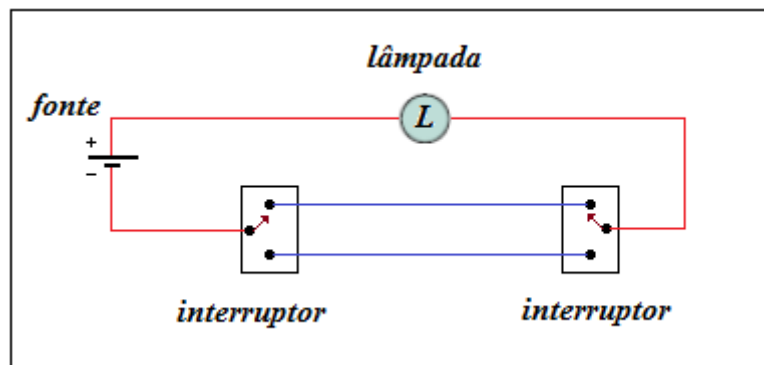 lâmpada
fonte
L
+
−
interruptor
interruptor